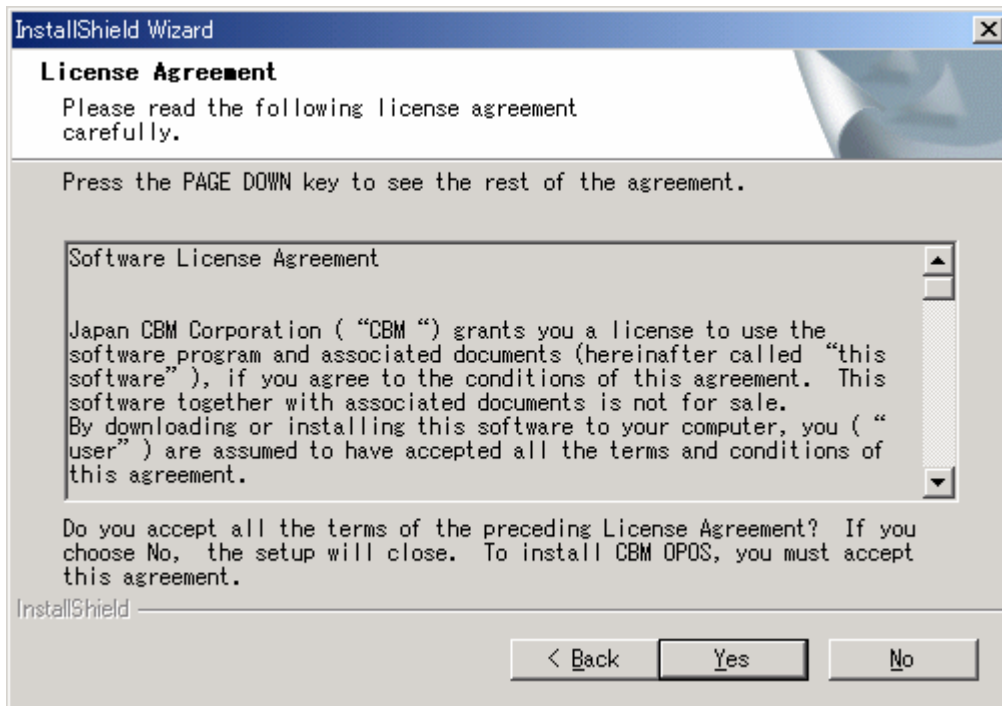 InstallShield Wizard
License Agreement
Please read the following license agreement
carefully.
Press the PAGE DOWN key to see the rest of the agreement.
Software License Agreement
Japan CBM Corporation ( “CBM “) grants you a license to use the
software program and associated documents (hereinafter called “this
software” ), if you agree to the conditions of this agreement.  This
software together with associated documents is not for sale.
By downloading or installing this software to your computer, you ( “
user” ) are assumed to have accepted all the terms and conditions of
this agreement.
Do you accept all the terms of the preceding License Agreement?  If you
choose No,  the setup will close.  To install CBM OPOS, you must accept
this agreement.
InstallShield
< Back
Yes
No